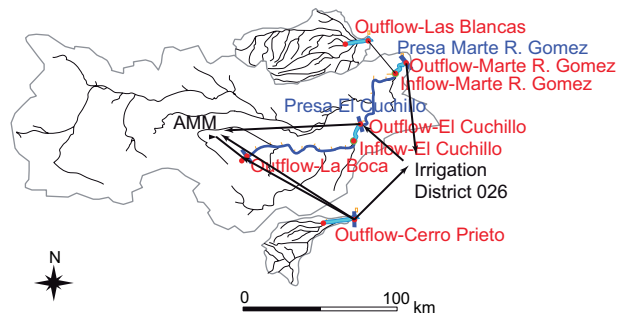 Outflow-Las Blancas
Presa Marte R. Gomez
Outflow-Marte R. Gomez
Inflow-Marte R. Gomez
Presa El Cuchillo
AMM
Outflow-El Cuchillo
Inflow-El Cuchillo
Outflow-La Boca
Irrigation
District 026
Outflow-Cerro Prieto
N
0 100
km